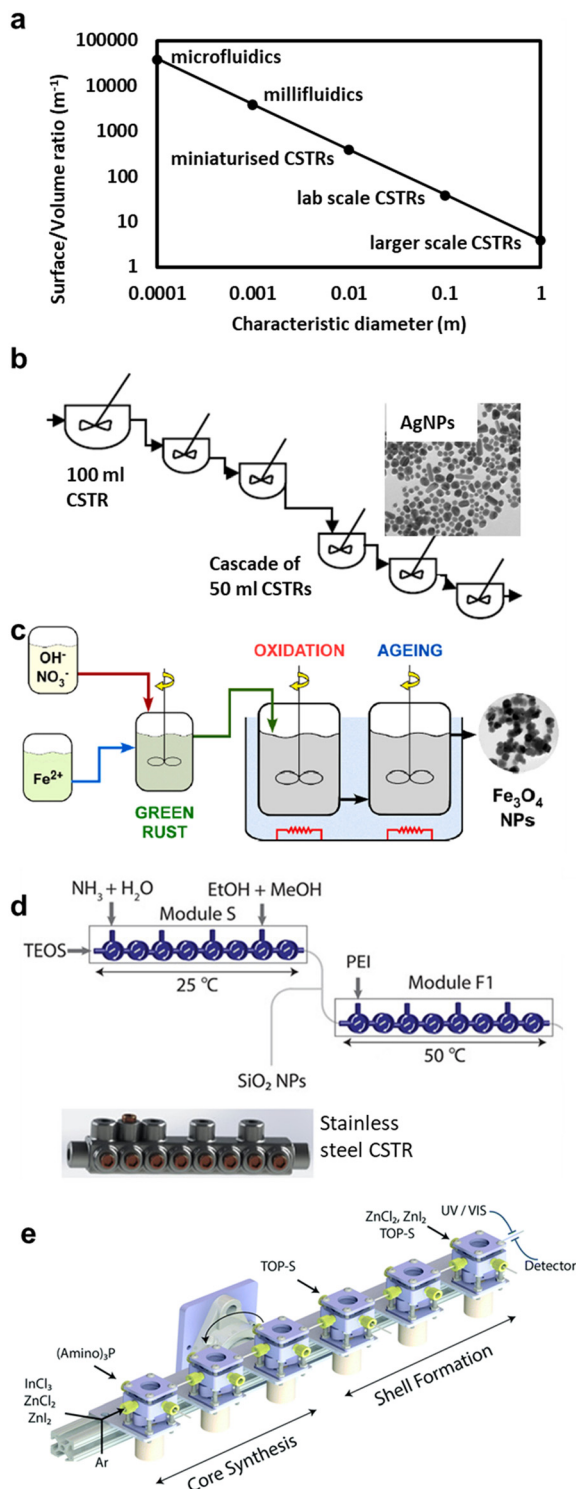 a
Surface/Volume ratio (m⁻¹)
100000
10000
1000
100
10
1
microfluidics
millifluidics
miniaturised CSTRs
lab scale CSTRs
larger scale CSTRs
0.0001 0.001 0.01 0.1 1
Characteristic diameter (m)
b
100 ml
CSTR
AgNPs
Cascade of
50 ml CSTRs
c
OH⁻
NO₃⁻
Fe²⁺
GREEN
RUST
OXIDATION
AGEING
Fe₃O₄
NPs
d
NH₃ + H₂O
EtOH + MeOH
Module S
TEOS
25 °C
PEI
Module F1
50 °C
SiO₂ NPs
Stainless
steel CSTR
e
(Amino)₃P
InCl₃
ZnCl₂
ZnI₂
Ar
TOP-S
ZnCl₂, ZnI₂
TOP-S
UV / VIS
Detector
Core Synthesis
Shell Formation